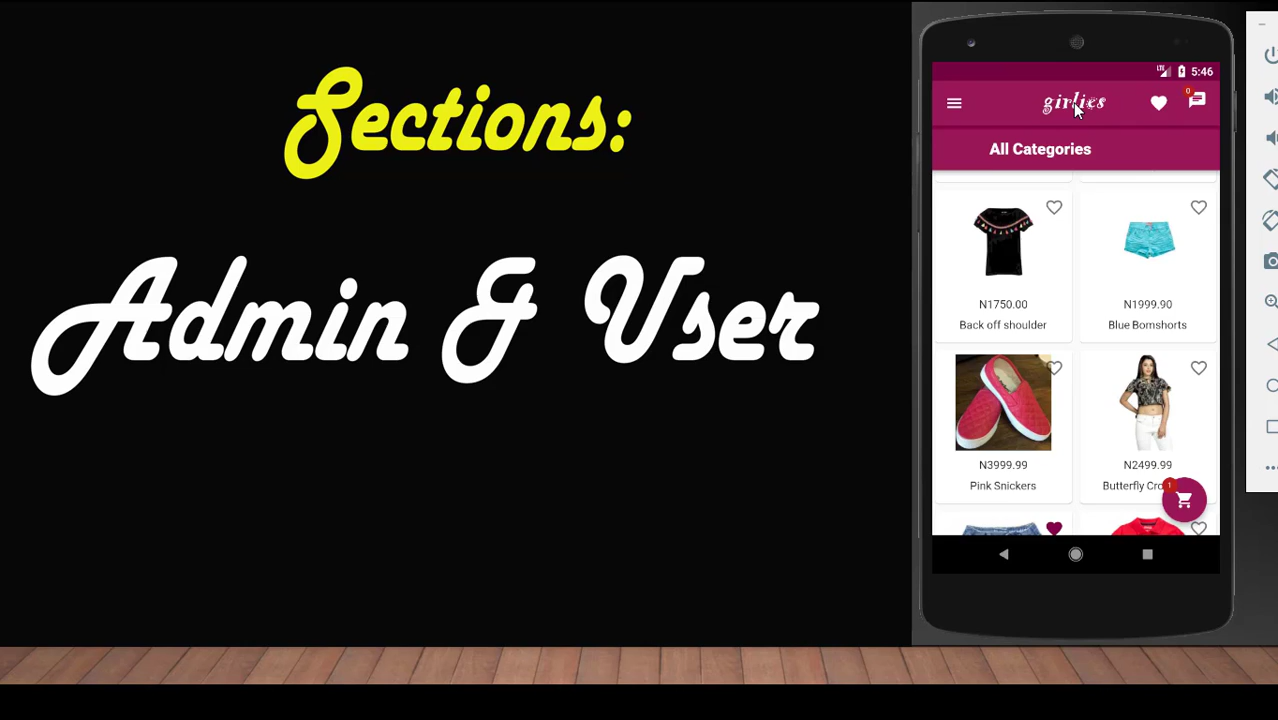 Sections:
Admin & User
5:46
girlies
0
All Categories
N1750.00
Back off shoulder
N1999.90
Blue Bomshorts
N3999.99
Pink Snickers
N2499.99
Butterfly Cro
1